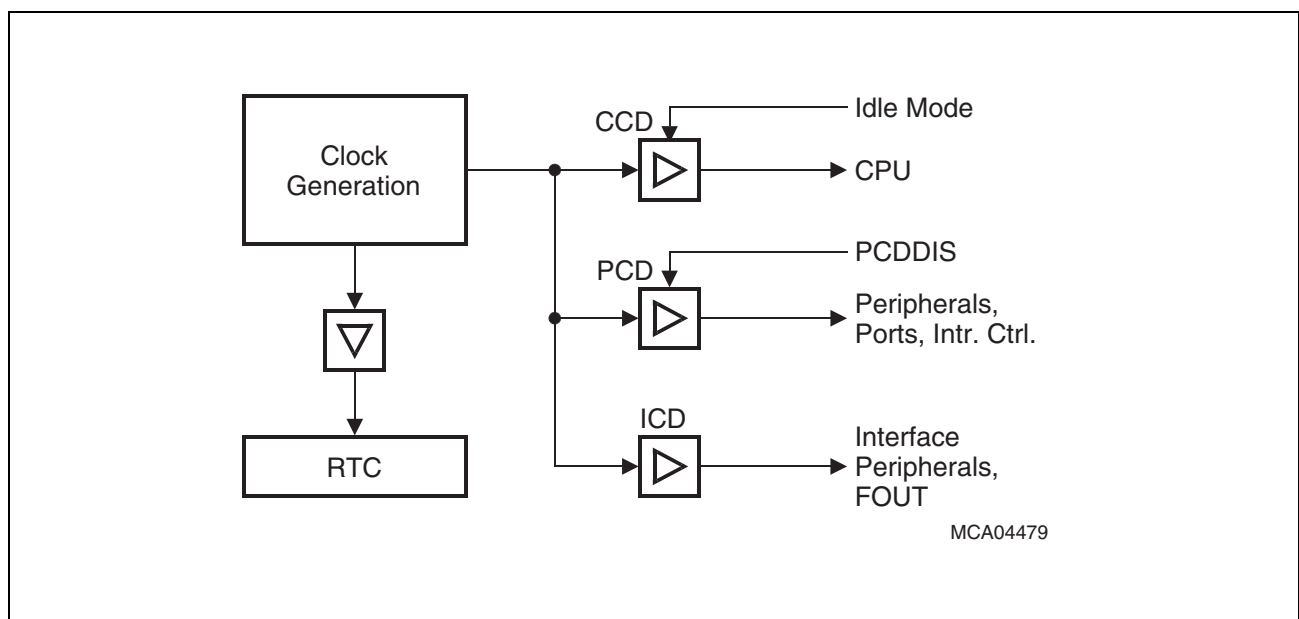 Clock
Generation
RTC
CCD
Idle Mode
CPU
PCD
PCDDIS
Peripherals,
Ports, Intr. Ctrl.
ICD
Interface
Peripherals,
FOUT
MCA04479